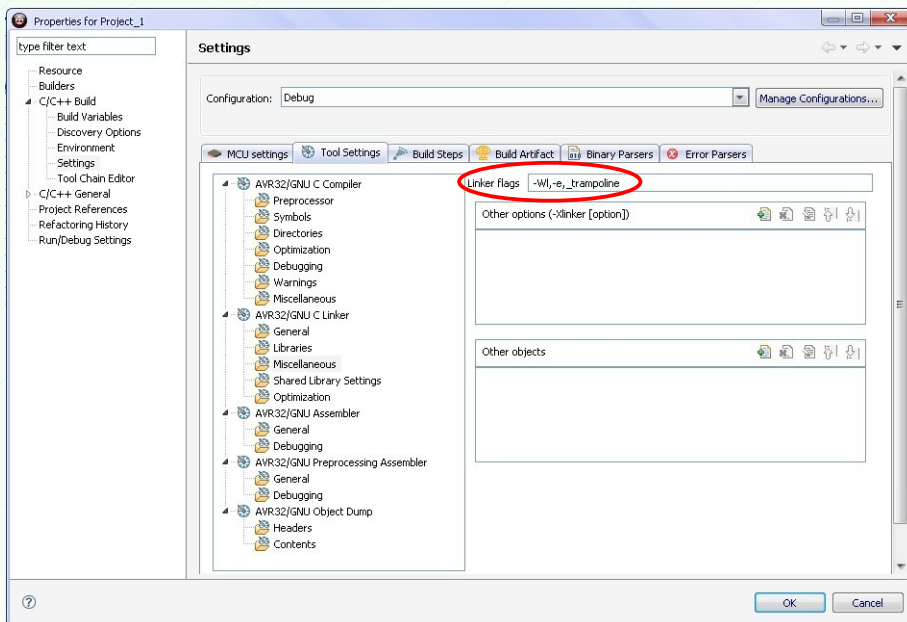 Properties for Project_1
type filter text
Resource
Builders
C/C++ Build
Build Variables
Discovery Options
Environment
Settings
Tool Chain Editor
C/C++ General
Project References
Refactoring History
Run/Debug Settings
Settings
Configuration: Debug
Manage Configurations...
MCU settings Tool Settings Build Steps Build Artifact Binary Parsers Error Parsers
AVR32/GNU C Compiler
Preprocessor
Symbols
Directories
Optimization
Debugging
Warnings
Miscellaneous
AVR32/GNU C Linker
General
Libraries
Miscellaneous
Shared Library Settings
Optimization
AVR32/GNU Assembler
General
Debugging
AVR32/GNU Preprocessing Assembler
General
Debugging
AVR32/GNU Object Dump
Headers
Contents
Linker flags -Wl,-e,_trampoline
Other options (-Xlinker [option])
Other objects
OK Cancel